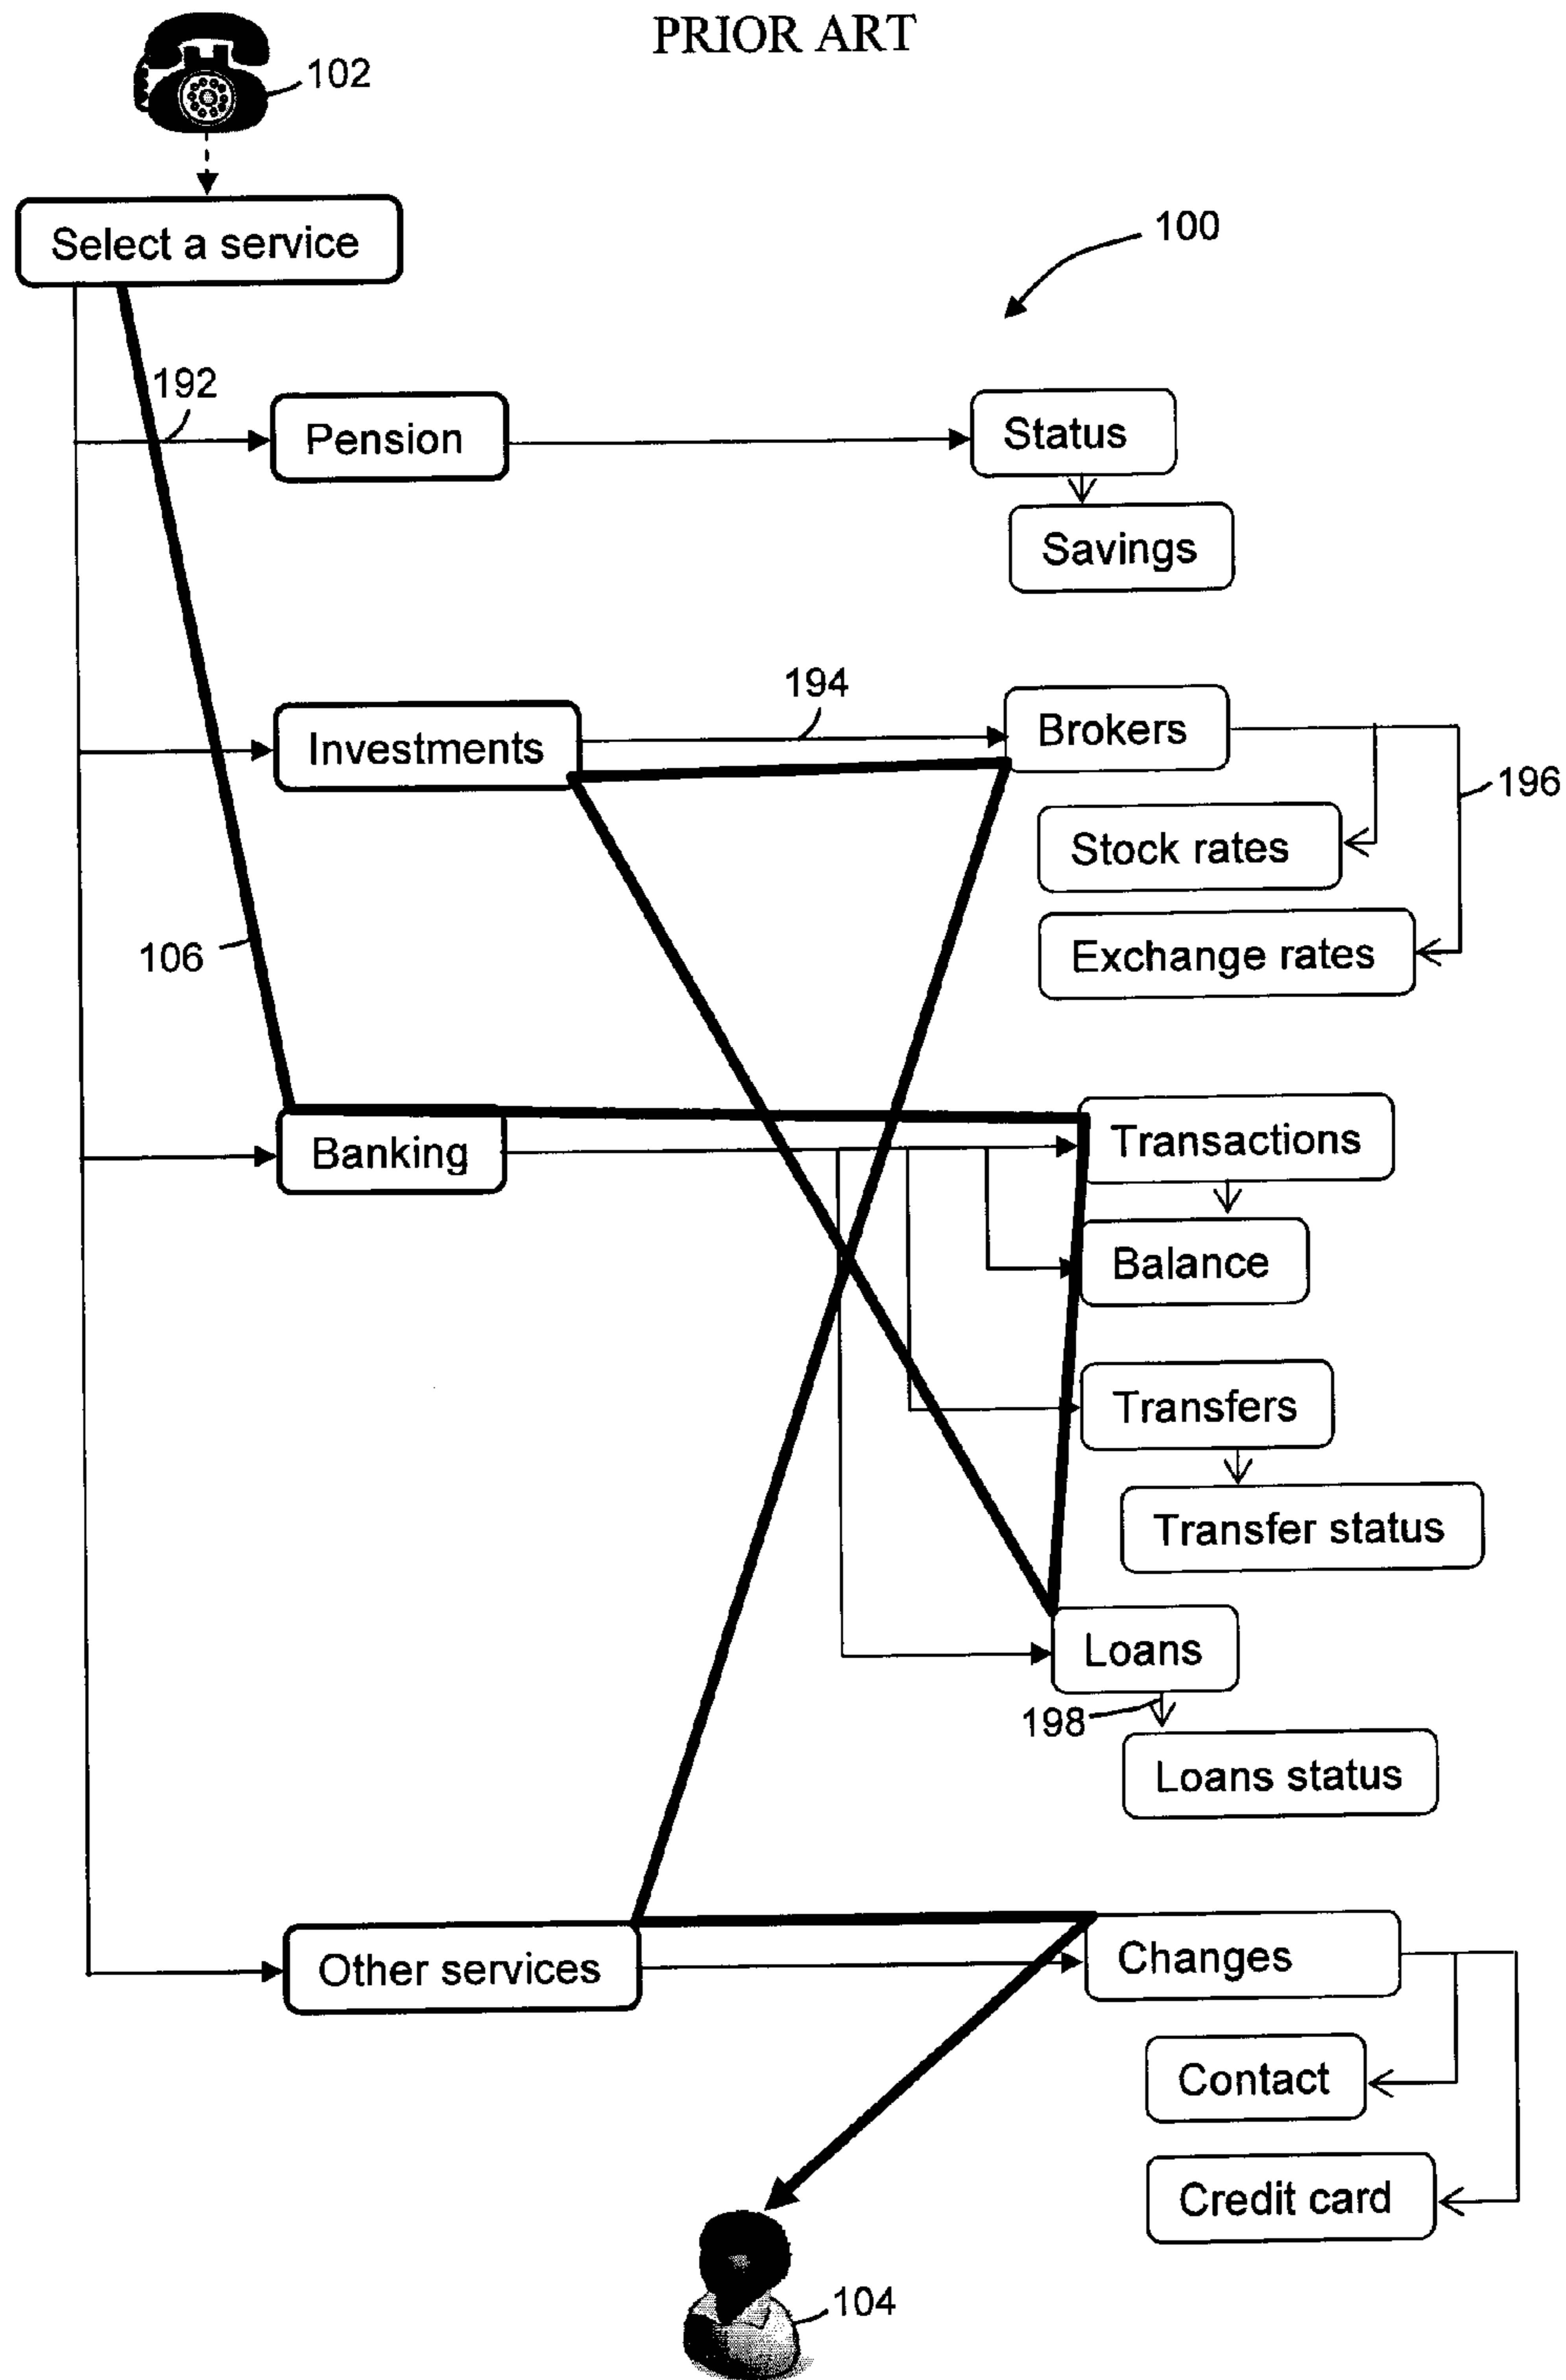 PRIOR ART
102
Select a service
100
192
Pension
Status
Savings
194
Investments
Brokers
196
Stock rates
106
Exchange rates
Banking
Transactions
Balance
Transfers
Transfer status
Loans
198
Loans status
Other services
Changes
Contact
Credit card
104